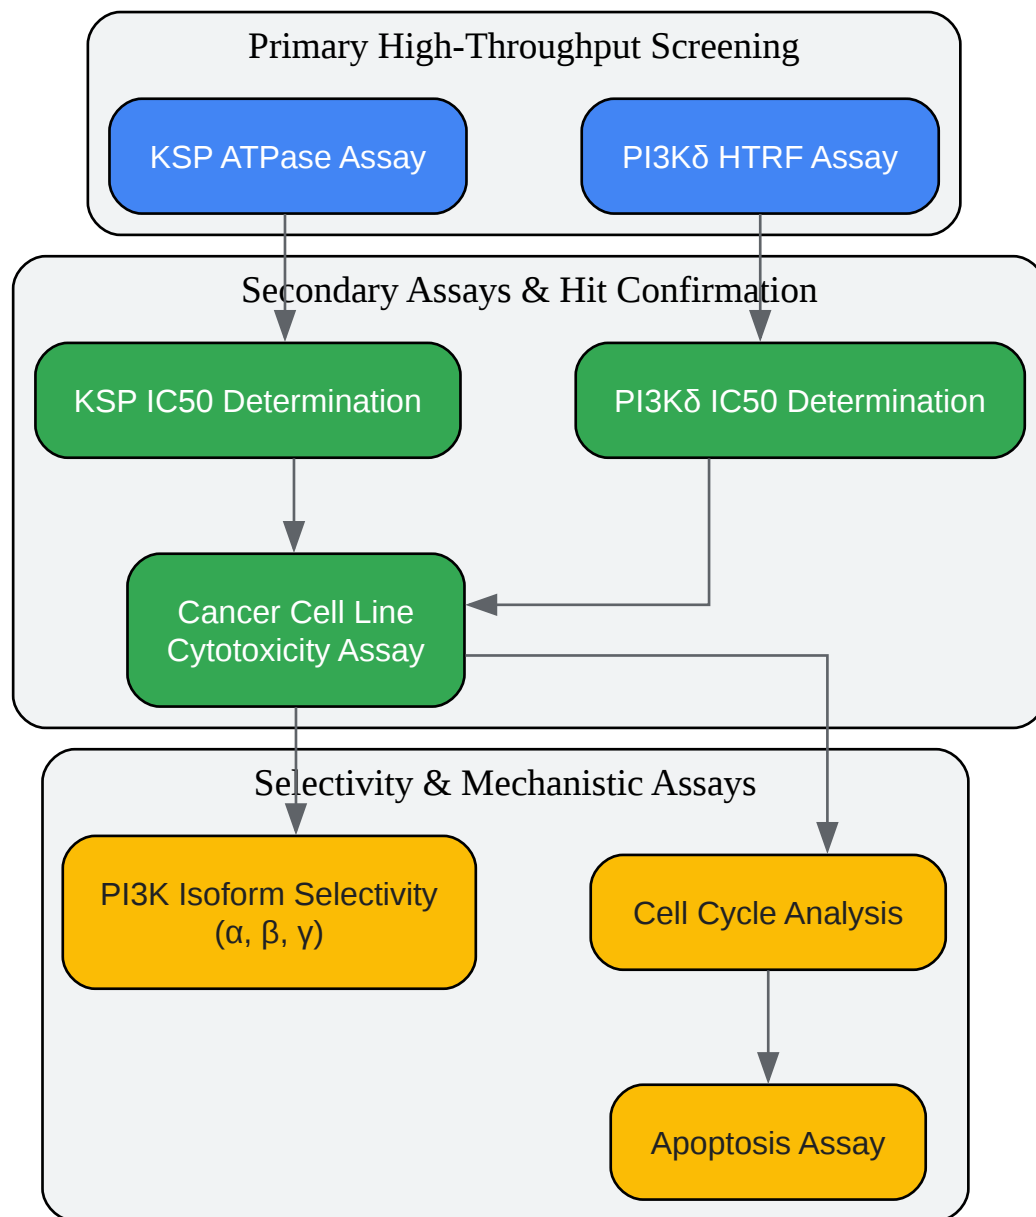 Primary High-Throughput Screening
KSP ATPase Assay
PI3Kδ HTRF Assay
Secondary Assays & Hit Confirmation
KSP IC50 Determination
PI3Kδ IC50 Determination
Cancer Cell Line
Cytotoxicity Assay
Selectivity & Mechanistic Assays
PI3K Isoform Selectivity
(α, β, γ)
Cell Cycle Analysis
Apoptosis Assay